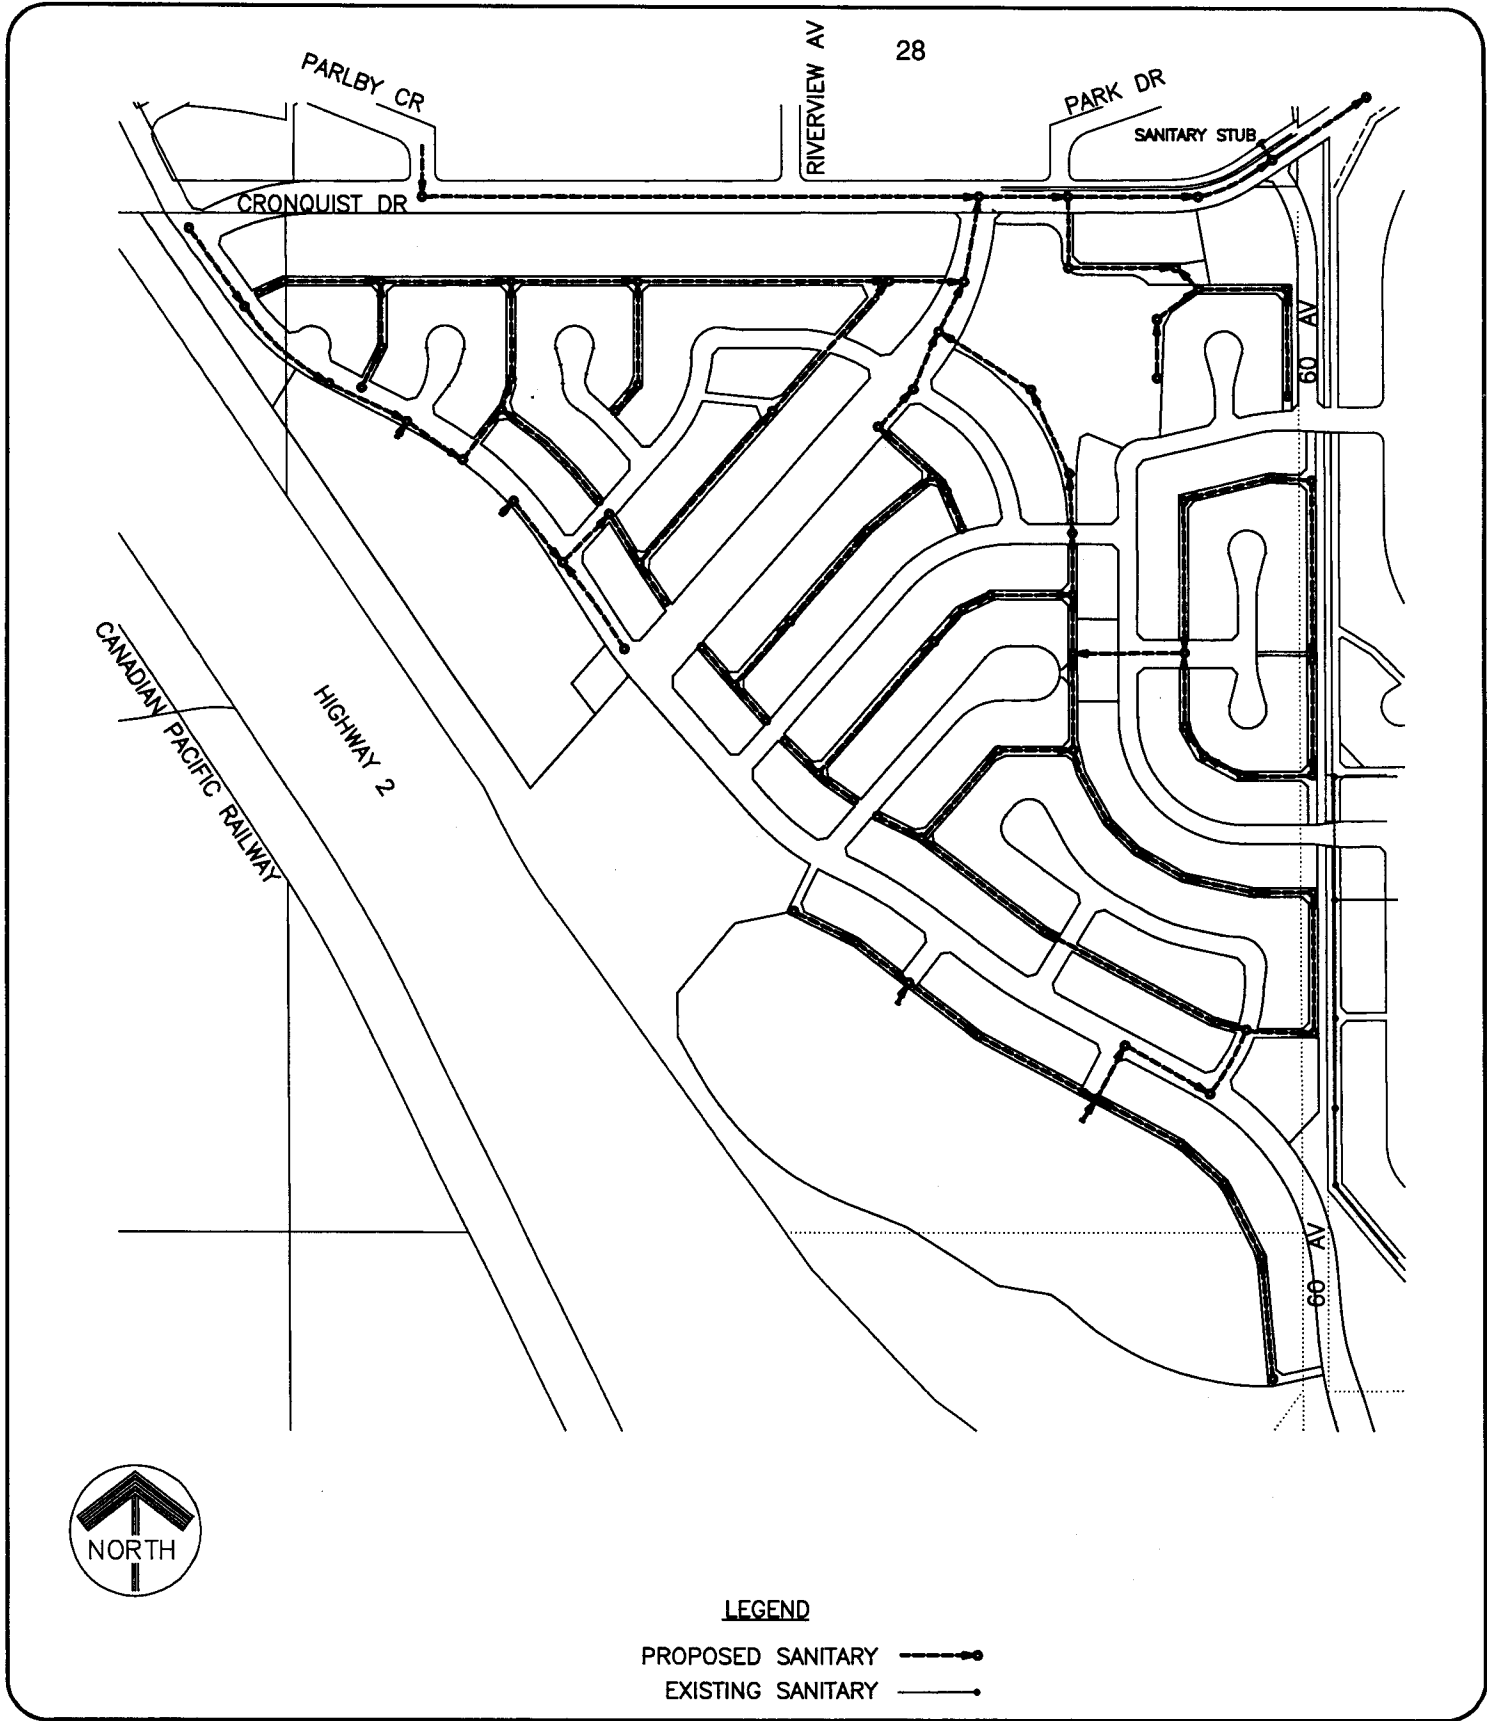 28
PARLBY CR
RIVERVIEW AV
PARK DR
SANITARY STUB
CRONQUIST DR
60 AV
CANADIAN PACIFIC RAILWAY
HIGHWAY 2
60 AV
NORTH
LEGEND
PROPOSED SANITARY
EXISTING SANITARY